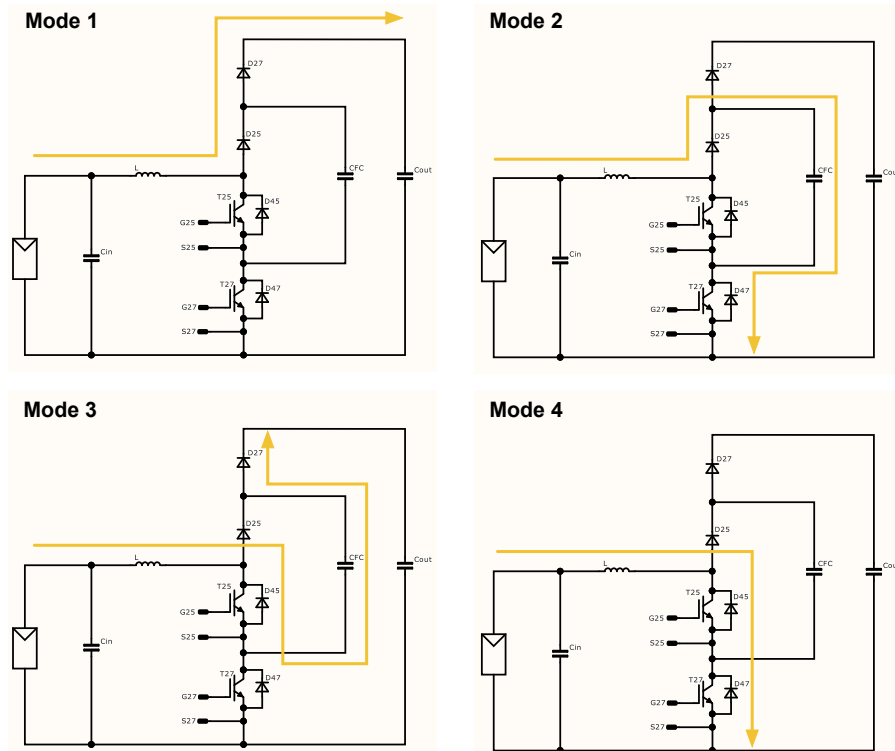 Mode 1
D27
D25
L
CFC
Cout
T25
D45
G25
S25
Cin
T27
D47
G27
S27
Mode 2
D27
D25
L
CFC
Cou
T25
D45
G25
S25
Cin
T27
D47
G27
S27
Mode 3
D27
D25
L
CFC
Cout
T25
D45
G25
S25
Cin
T27
D47
G27
S27
Mode 4
D27
D25
L
CFC
Cou
T25
D45
G25
S25
Cin
T27
D47
G27
S27